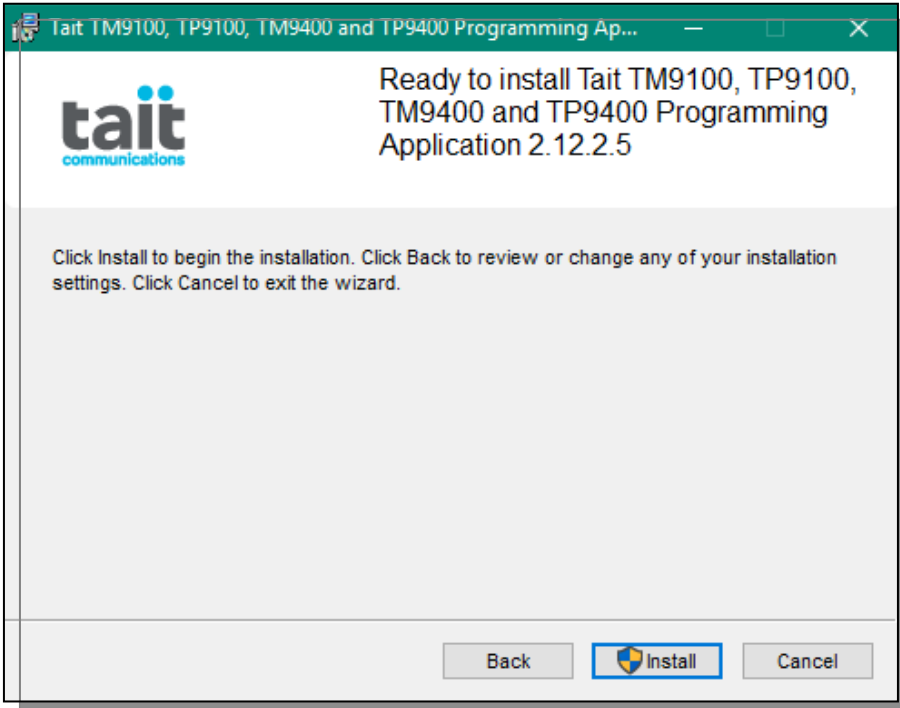 Tait TM9100, TP9100, TM9400 and TP9400 Programming Ap...
tait
communications
Ready to install Tait TM9100, TP9100,
TM9400 and TP9400 Programming
Application 2.12.2.5
Click Install to begin the installation. Click Back to review or change any of your installation
settings. Click Cancel to exit the wizard.
Back
Install
Cancel